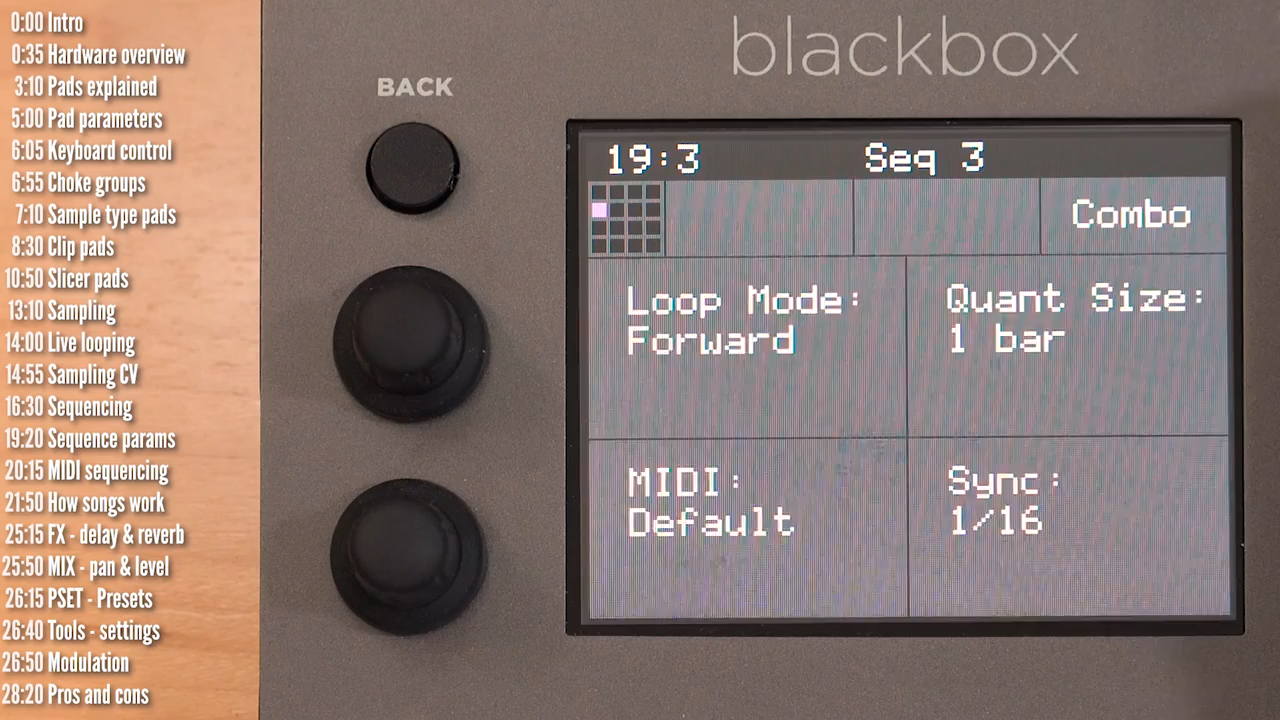 0:00 Intro
0:35 Hardware overview
3:10 Pads explained
5:00 Pad parameters
6:05 Keyboard control
6:55 Choke groups
7:10 Sample type pads
8:30 Clip pads
10:50 Slicer pads
13:10 Sampling
14:00 Live looping
14:55 Sampling CV
16:30 Sequencing
19:20 Sequence params
20:15 MIDI sequencing
21:50 How songs work
25:15 FX - delay & reverb
25:50 MIX - pan & level
26:15 PSET - Presets
26:40 Tools - settings
26:50 Modulation
28:20 Pros and cons
blackbox
BACK
19:3 Seq 3
Combo
Loop Mode:
Forward
Quant Size:
1 bar
MIDI:
Default
Sync:
1/16